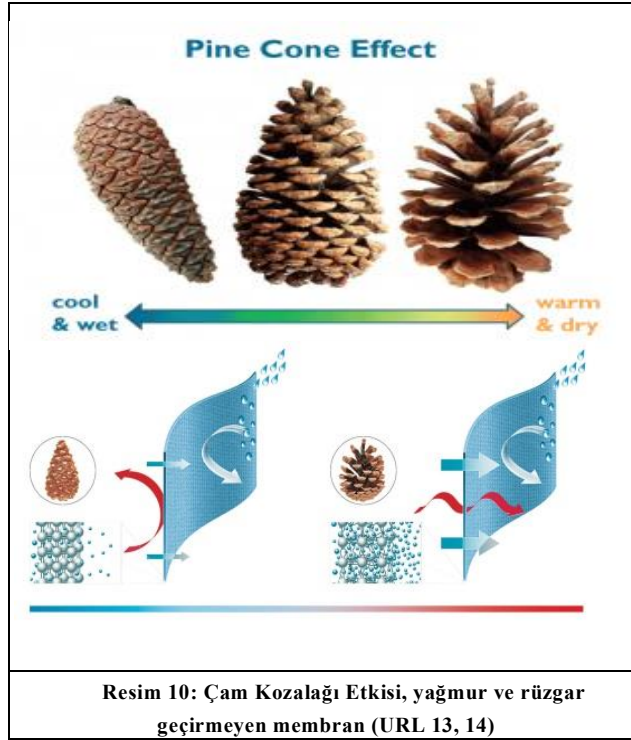 Pine Cone Effect
cool
& wet
warm
& dry
Resim 10: Çam Kozalağı Etkisi, yağmur ve rüzgar
geçirmeyen membran (URL 13, 14)